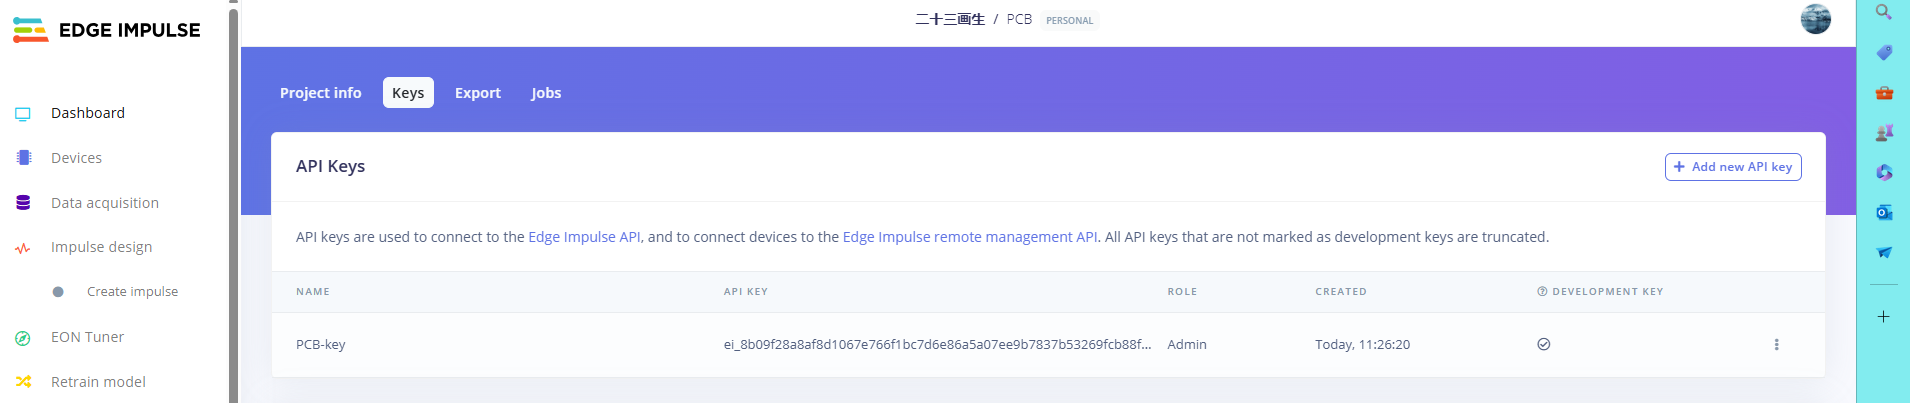 EDGE IMPULSE
二十三画生 / PCB PERSONAL
Dashboard
Devices
Data acquisition
Impulse design
Create impulse
EON Tuner
Retrain model
Project info Keys Export Jobs
API Keys
+ Add new API key
API keys are used to connect to the Edge Impulse API, and to connect devices to the Edge Impulse remote management API. All API keys that are not marked as development keys are truncated.
NAME API KEY ROLE CREATED DEVELOPMENT KEY
PCB-key ei_8b09f28a8af8d1067e766f1bc7d6e86a5a07ee9b7837b53269fcb88f... Admin Today, 11:26:20